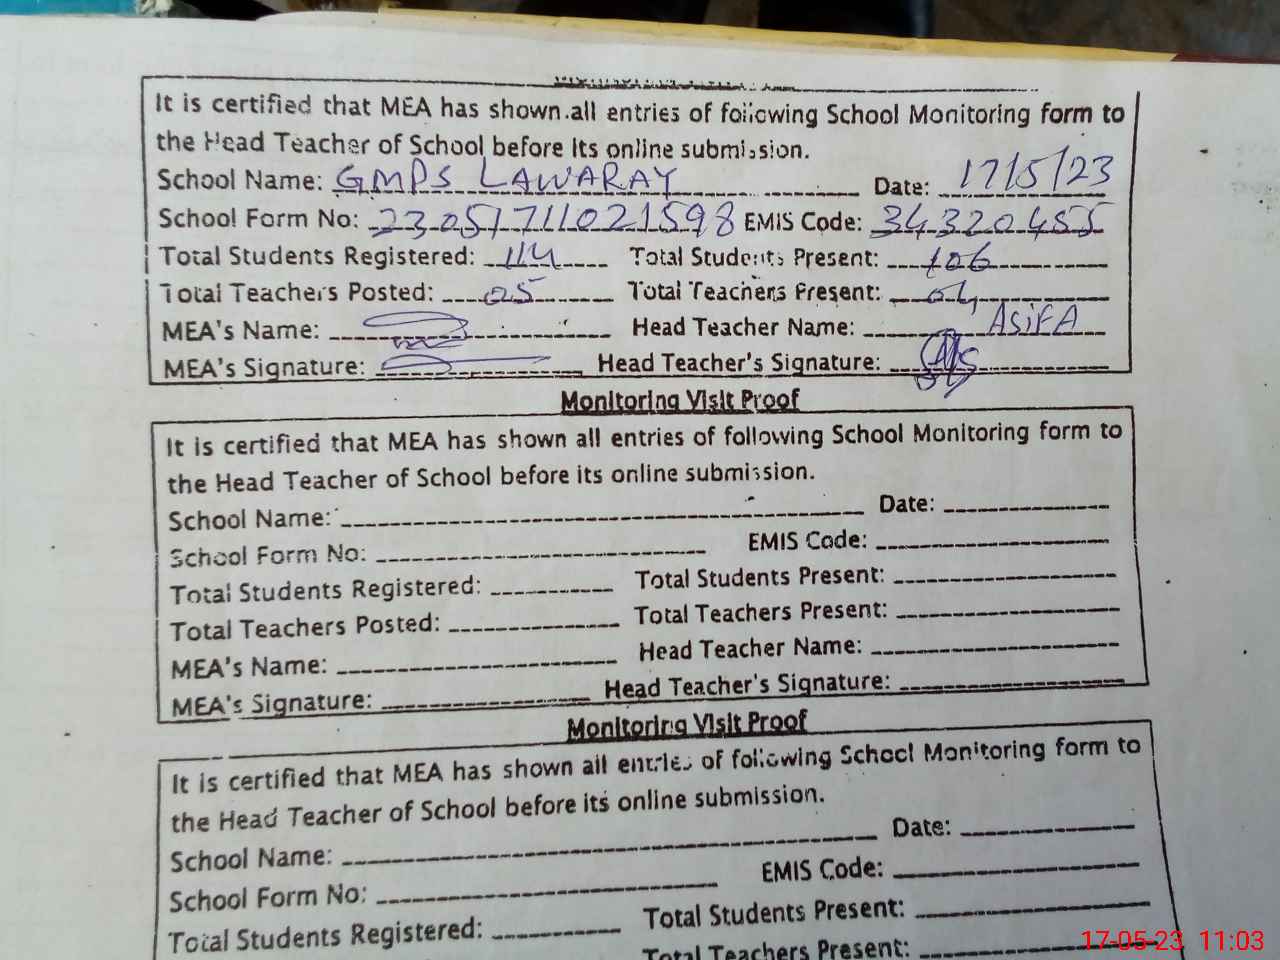 It is certified that MEA has shown all entries of following School Monitoring form to
the Head Teacher of School before its online submission.
School Name: GMPS LAWARAY Date: 17/5/23
School Form No: 230517111021598 EMIS Code: 34320455
Total Students Registered: 114 Total Students Present: 106
Total Teachers Posted: 05 Total Teachers Present: 04
MEA's Name: Head Teacher Name: ASIFA
MEA's Signature: Head Teacher's Signature:
Monitoring Visit Proof
It is certified that MEA has shown all entries of following School Monitoring form to
the Head Teacher of School before its online submission.
School Name: Date:
School Form No: EMIS Code:
Total Students Registered: Total Students Present:
Total Teachers Posted: Total Teachers Present:
MEA's Name: Head Teacher Name:
MEA's Signature: Head Teacher's Signature:
Monitoring Visit Proof
It is certified that MEA has shown all entries of following School Monitoring form to
the Head Teacher of School before its online submission.
School Name: Date:
School Form No: EMIS Code:
Total Students Registered: Total Students Present:
Total Teachers Present:
17-05-23 11:03